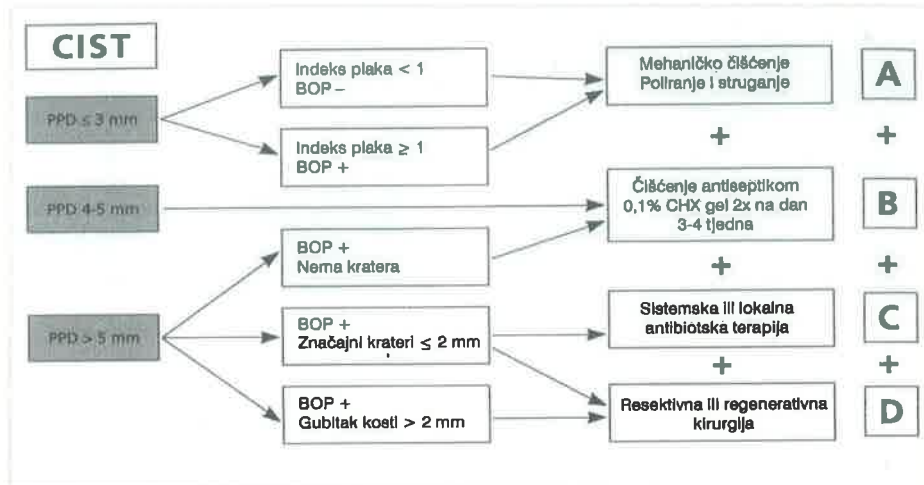 CIST
PPD ≤ 3 mm
PPD 4-5 mm
PPD > 5 mm
Indeks plaka < 1
BOP –
Indeks plaka ≥ 1
BOP +
BOP +
Nema kratera
BOP +
Značajni krateri ≤ 2 mm
BOP +
Gubitak kosti > 2 mm
Mehaničko čišćenje
Poliranje i struganje
+
Čišćenje antiseptikom
0,1% CHX gel 2x na dan
3-4 tjedna
+
Sistemska ili lokalna
antibiotska terapija
+
Resektivna ili regenerativna
kirurgija
A
+
B
+
C
+
D